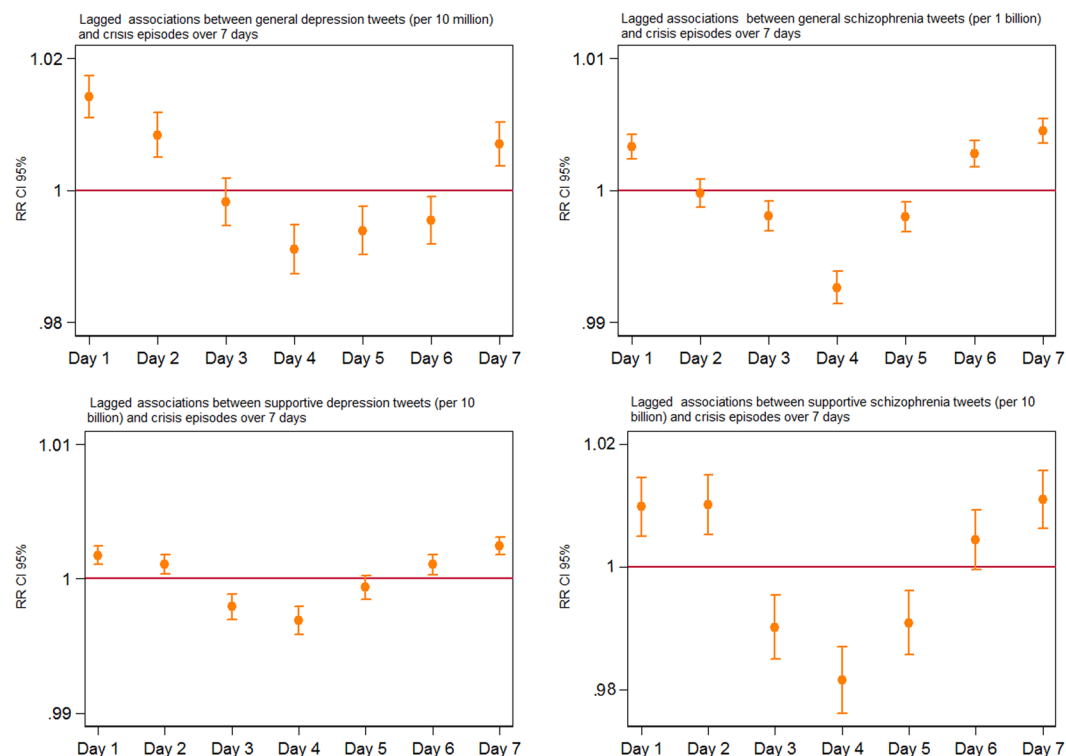 Lagged associations between general depression tweets (per 10 million)
and crisis episodes over 7 days
1.02
1
.98
RR CI 95%
Day 1 Day 2 Day 3 Day 4 Day 5 Day 6 Day 7
Lagged associations between general schizophrenia tweets (per 1 billion)
and crisis episodes over 7 days
1.01
1
.99
RR CI 95%
Day 1 Day 2 Day 3 Day 4 Day 5 Day 6 Day 7
Lagged associations between supportive depression tweets (per 10
billion) and crisis episodes over 7 days
1.01
1
.99
RR CI 95%
Day 1 Day 2 Day 3 Day 4 Day 5 Day 6 Day 7
Lagged associations between supportive schizophrenia tweets (per 10
billion) and crisis episodes over 7 days
1.02
1
.98
RR CI 95%
Day 1 Day 2 Day 3 Day 4 Day 5 Day 6 Day 7